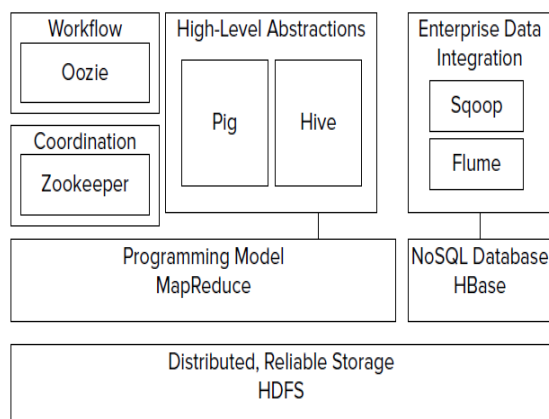 Workflow
Oozie
Coordination
Zookeeper
High-Level Abstractions
Pig
Hive
Enterprise Data
Integration
Sqoop
Flume
Programming Model
MapReduce
NoSQL Database
HBase
Distributed, Reliable Storage
HDFS